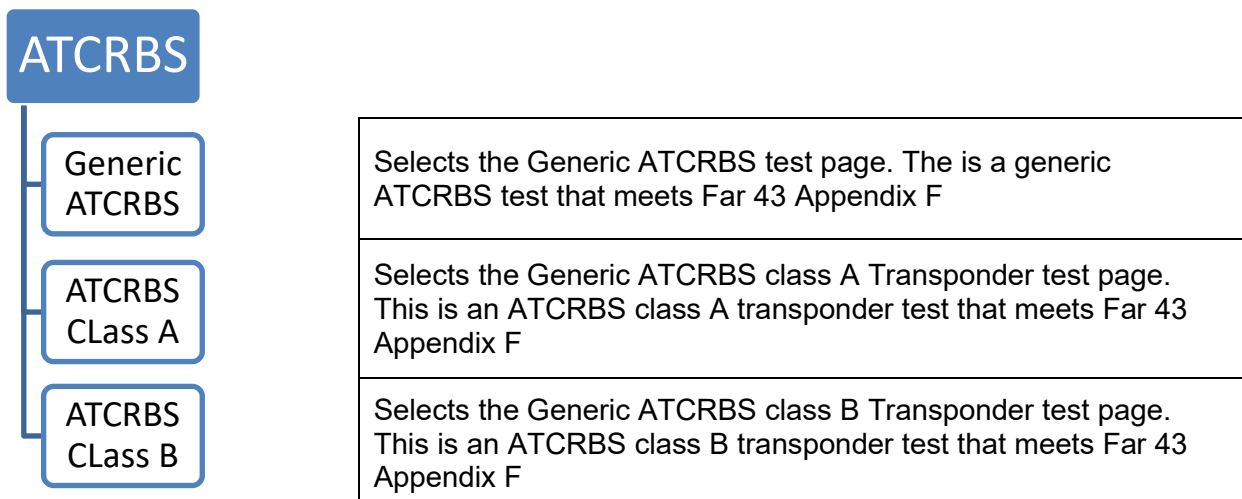 ATCRBS
Generic
ATCRBS
Selects the Generic ATCRBS test page. The is a generic
ATCRBS test that meets Far 43 Appendix F
ATCRBS
CLass A
Selects the Generic ATCRBS class A Transponder test page.
This is an ATCRBS class A transponder test that meets Far 43
Appendix F
ATCRBS
CLass B
Selects the Generic ATCRBS class B Transponder test page.
This is an ATCRBS class B transponder test that meets Far 43
Appendix F